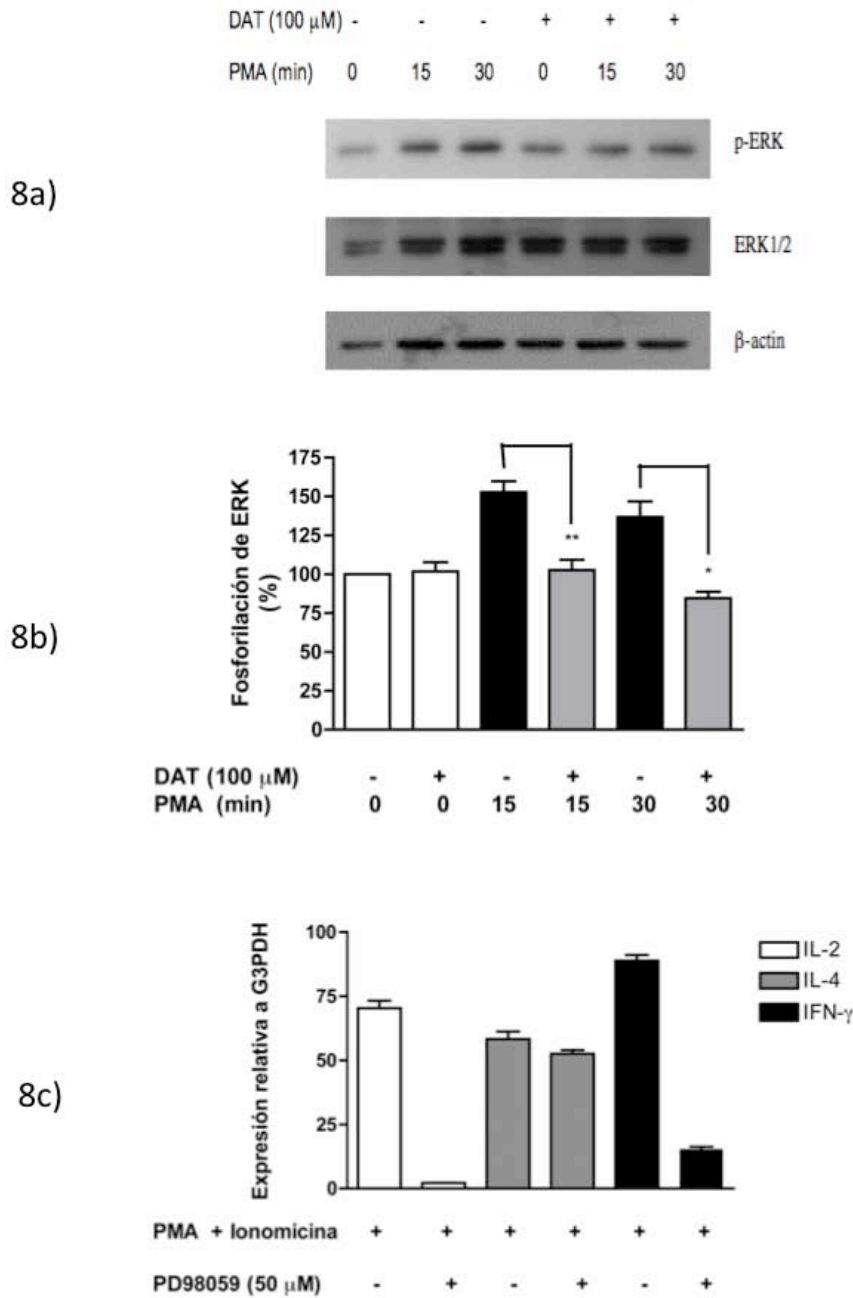 DAT (100 µM) - - - + + +
PMA (min) 0 15 30 0 15 30
p-ERK
8a)
ERK1/2
β-actin
175
150
125
100
75
50
25
0
Fosforilación de ERK
(%)
**
*
8b)
DAT (100 µM) - + - + - +
PMA (min) 0 0 15 15 30 30
100
75
50
25
0
Expresión relativa a G3PDH
IL-2
IL-4
IFN-γ
8c)
PMA + Ionomicina + + + + + +
PD98059 (50 µM) - + - + - +